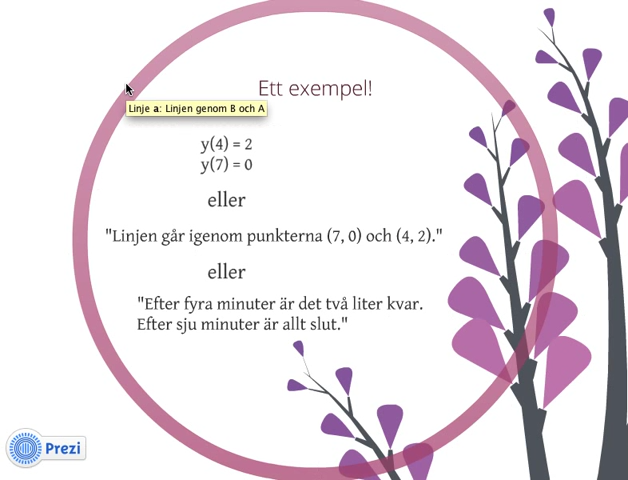 Ett exempel!
Linje a: Linjen genom B och A
y(4) = 2
y(7) = 0
eller
"Linjen går igenom punkterna (7, 0) och (4, 2)."
eller
"Efter fyra minuter är det två liter kvar.
Efter sju minuter är allt slut."
Prezi